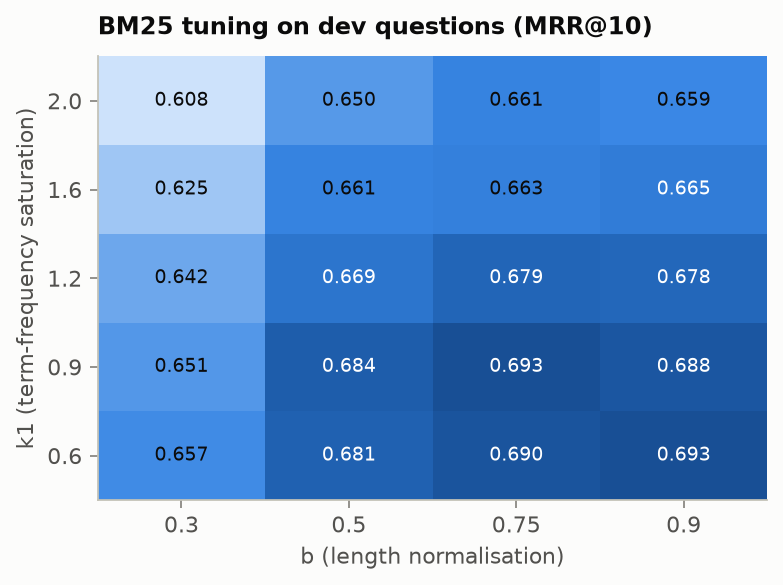 BM25 tuning on dev questions (MRR@10)
k1 (term-frequency saturation)
2.0 0.608 0.650 0.661 0.659
1.6 0.625 0.661 0.663 0.665
1.2 0.642 0.669 0.679 0.678
0.9 0.651 0.684 0.693 0.688
0.6 0.657 0.681 0.690 0.693
0.3 0.5 0.75 0.9
b (length normalisation)